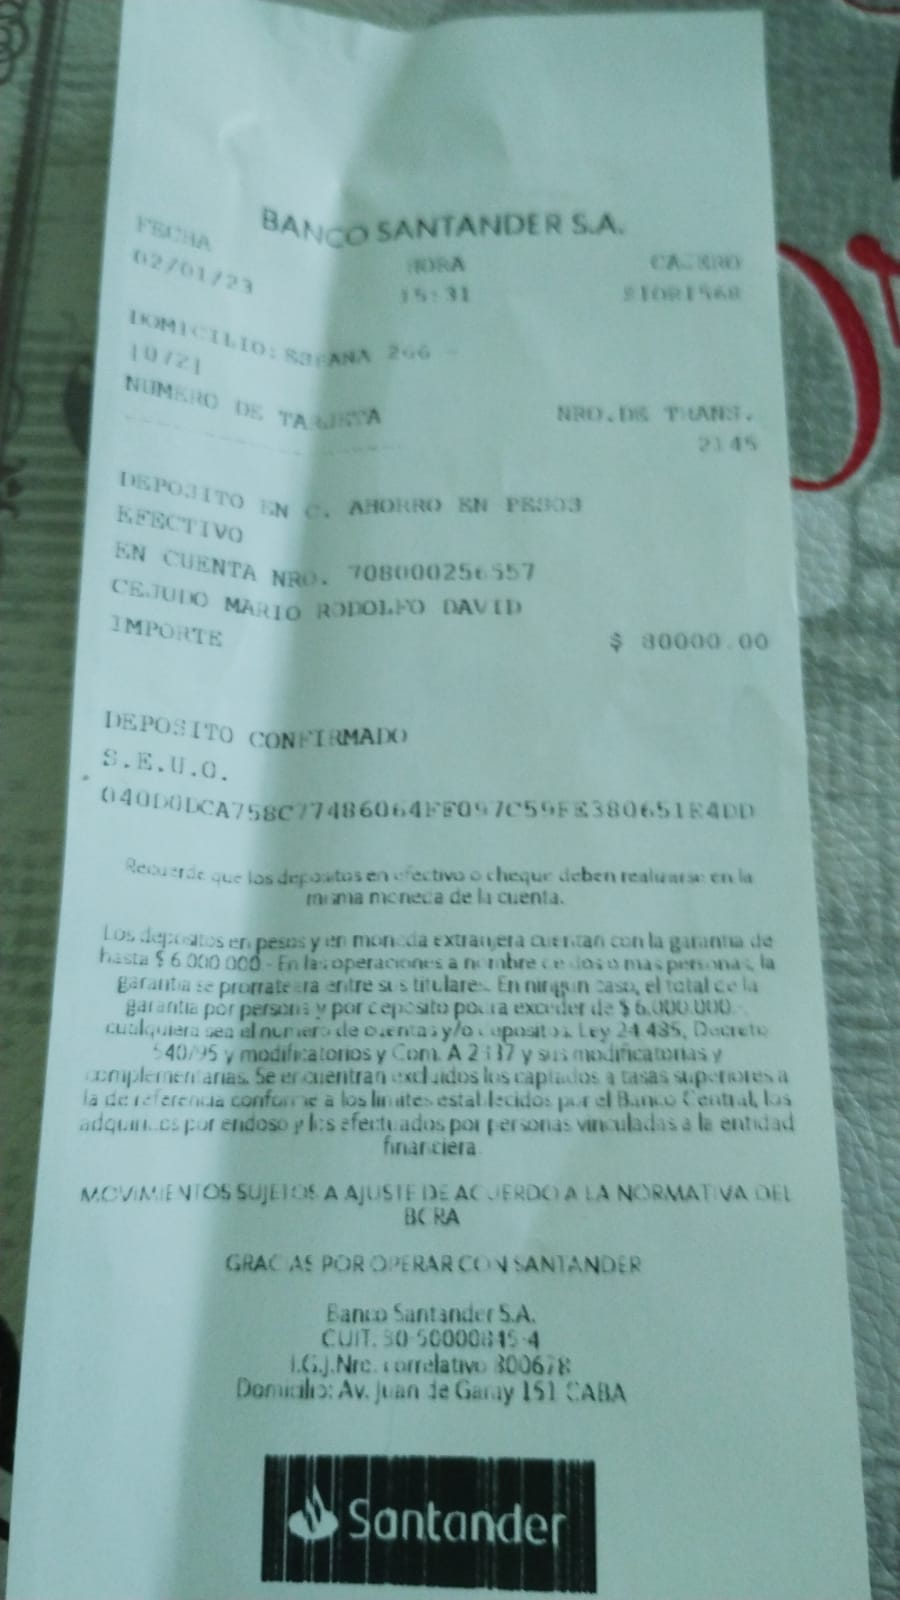 BANCO SANTANDER S.A.
FECHA HORA CAJERO
02/01/23 15:31
DOMICILIO: ESPAÑA 266 -
10721
NUMERO DE TARJETA NRO.DE TRANS.
2145
DEPOSITO EN C. AHORRO EN PESOS
EFECTIVO
EN CUENTA NRO. 708000256557
CEJUDO MARIO RODOLFO DAVID
IMPORTE $
DEPOSITO CONFIRMADO
S.E.U.O.
Recuerde que los depositos en efectivo o cheque deben realizarse en la
misma moneda de la cuenta.
Los depositos en pesos y en moneda extranjera cuentan con la garantia de
hasta $ 6.000.000 - En las operaciones a nombre de dos o mas personas, la
garantia se prorrateara entre sus titulares. En ningun caso, el total de la
garantia por persona y por deposito podra exceder de $ 6.000.000.-
cualquiera sea el numero de cuentas y/o depositos. Ley 24.485, Decreto
540/95 y modificatorios y Com. A 2337 y sus modificatorias y
complementarias. Se encuentran excluidos los captados a tasas superiores a
la de referencia conforme a los limites establecidos por el Banco Central, los
adquiridos por endoso y los efectuados por personas vinculadas a la entidad
financiera.
MOVIMIENTOS SUJETOS A AJUSTE DE ACUERDO A LA NORMATIVA DEL
BCRA
GRACIAS POR OPERAR CON SANTANDER
Banco Santander S.A.
CUIT. 30-50000845-4
I.G.J.Nro. correlativo 800678
Domicilio: Av. Juan de Garay 151 CABA
Santander